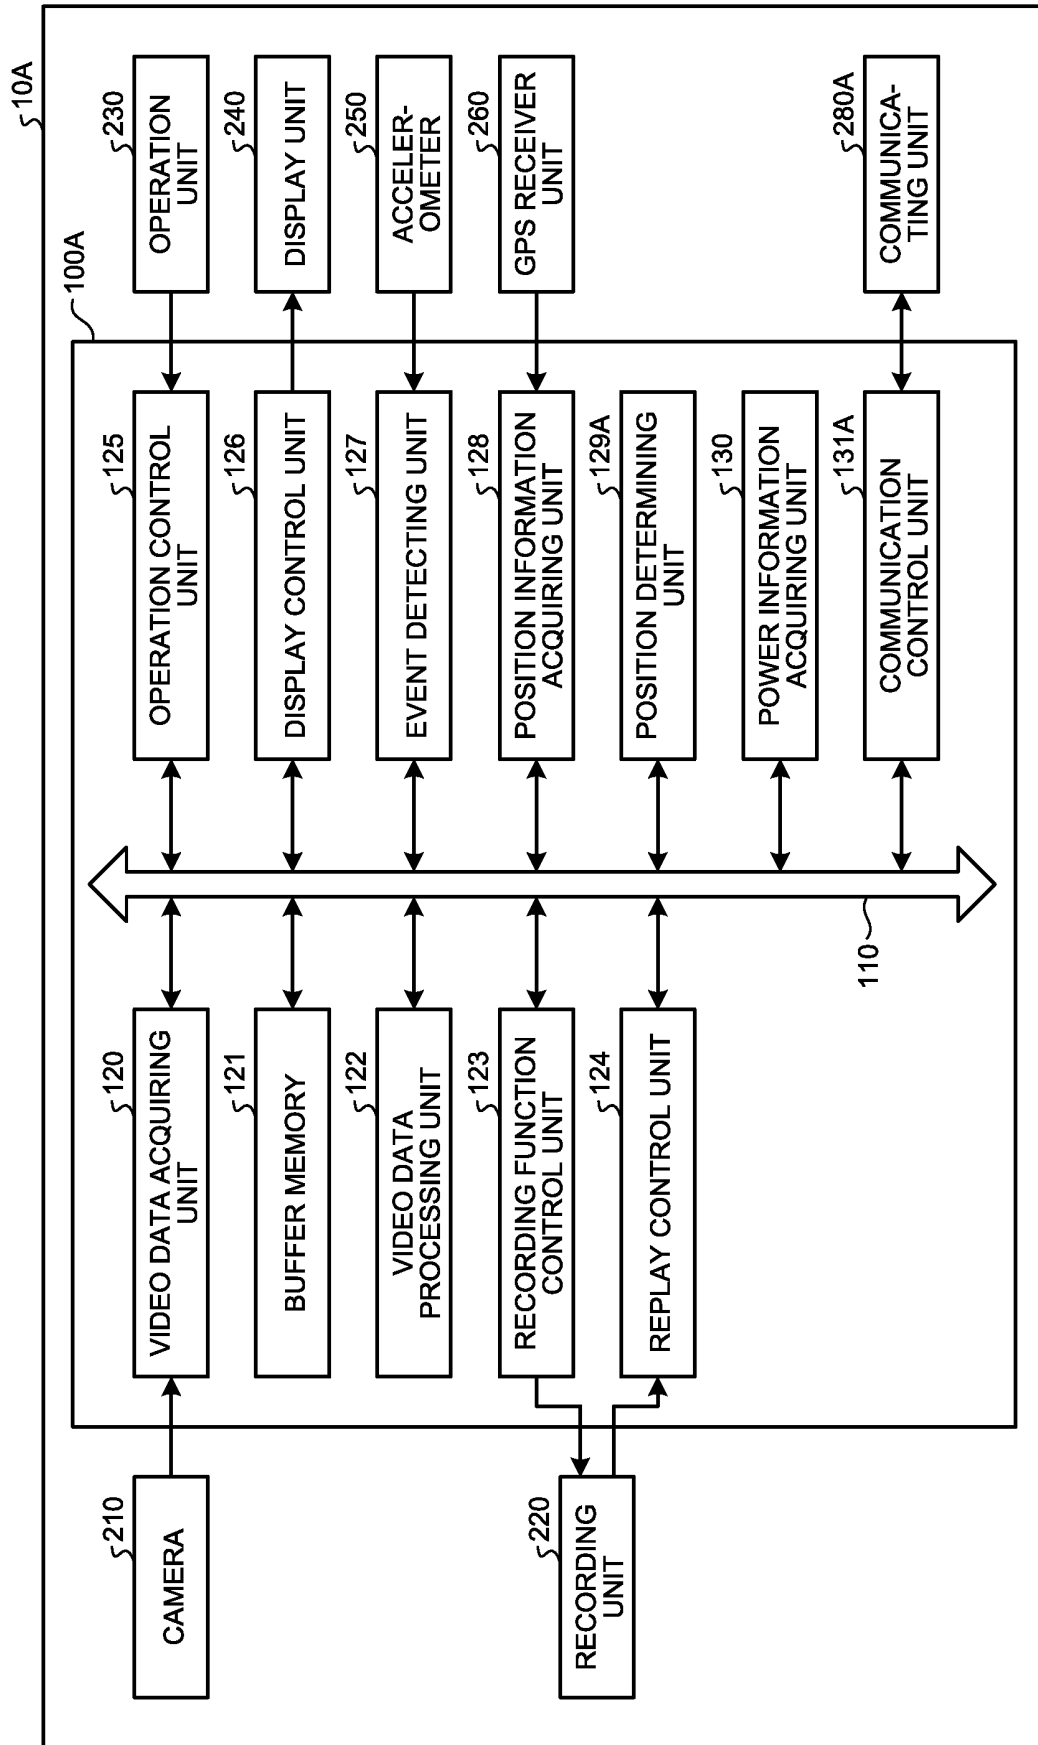 10A
100A
210
CAMERA
220
RECORDING
UNIT
120
VIDEO DATA ACQUIRING
UNIT
121
BUFFER MEMORY
122
VIDEO DATA
PROCESSING UNIT
123
RECORDING FUNCTION
CONTROL UNIT
124
REPLAY CONTROL UNIT
110
125
OPERATION CONTROL
UNIT
126
DISPLAY CONTROL UNIT
127
EVENT DETECTING UNIT
128
POSITION INFORMATION
ACQUIRING UNIT
129A
POSITION DETERMINING
UNIT
130
POWER INFORMATION
ACQUIRING UNIT
131A
COMMUNICATION
CONTROL UNIT
230
OPERATION
UNIT
240
DISPLAY UNIT
250
ACCELER-
OMETER
260
GPS RECEIVER
UNIT
280A
COMMUNICA-
TING UNIT